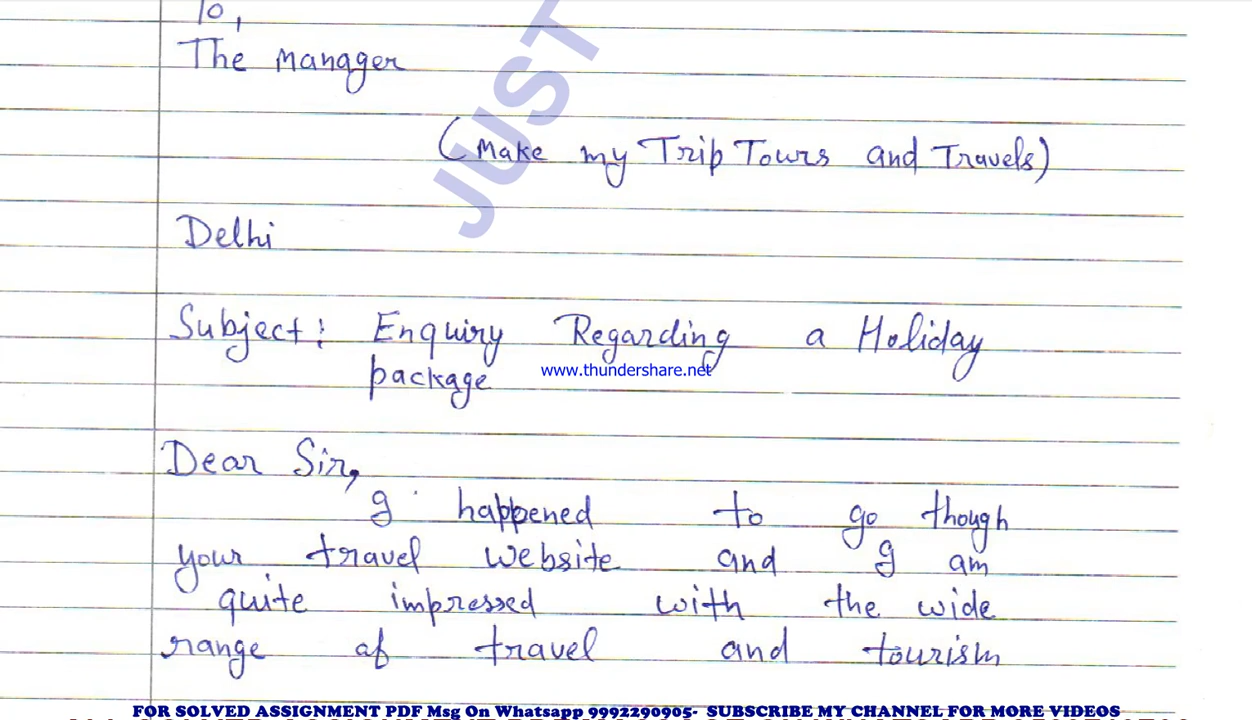 To,
The manager
JUST
(Make my Trip Tours and Travels)
Delhi
Subject: Enquiry Regarding a Holiday
package
www.thundershare.net
Dear Sir,
I happened to go though
your travel website and I am
quite impressed with the wide
range of travel and tourism
FOR SOLVED ASSIGNMENT PDF Msg On Whatsapp 9992290905- SUBSCRIBE MY CHANNEL FOR MORE VIDEOS